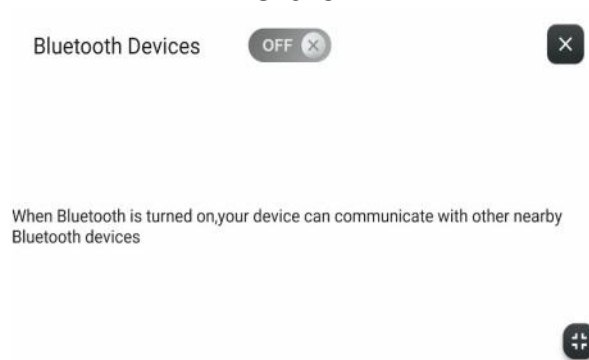 Bluetooth Devices OFF
When Bluetooth is turned on,your device can communicate with other nearby
Bluetooth devices